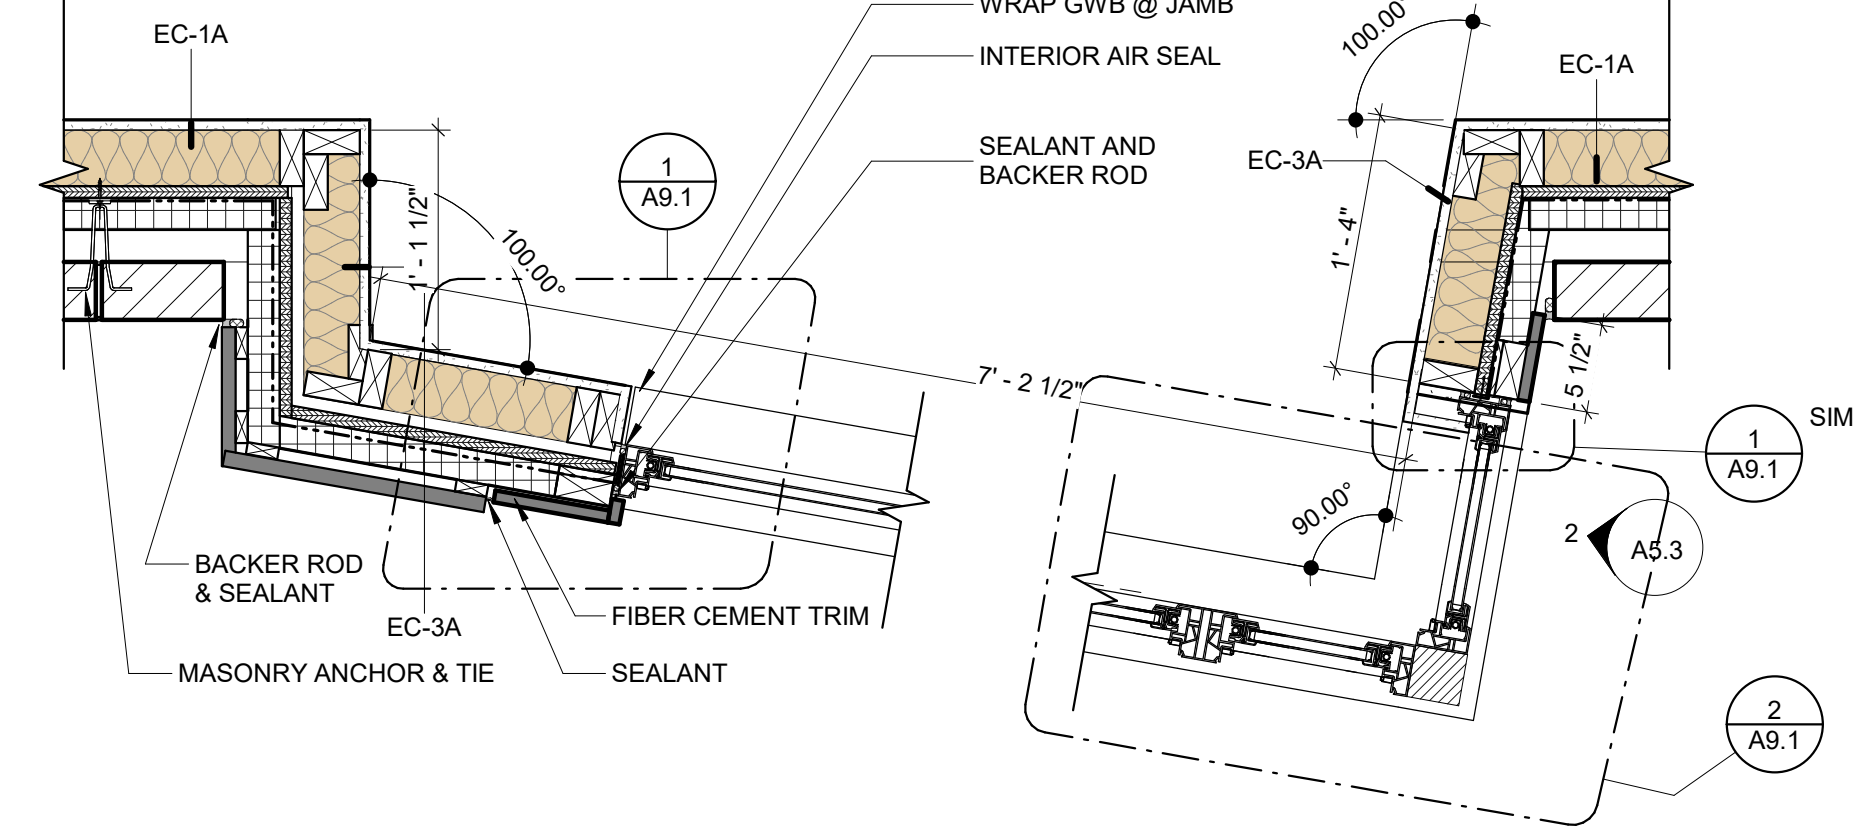 WRAP GWB @ JAMB
EC-1A
INTERIOR AIR SEAL
100.00°
EC-1A
1
A9.1
SEALANT AND
BACKER ROD
EC-3A
1' - 1 1/2"
100.00°
1' - 4"
7' - 2 1/2"
5 1/2"
1
A9.1
SIM
90.00°
2
A5.3
BACKER ROD
& SEALANT
EC-3A
FIBER CEMENT TRIM
MASONRY ANCHOR & TIE
SEALANT
2
A9.1